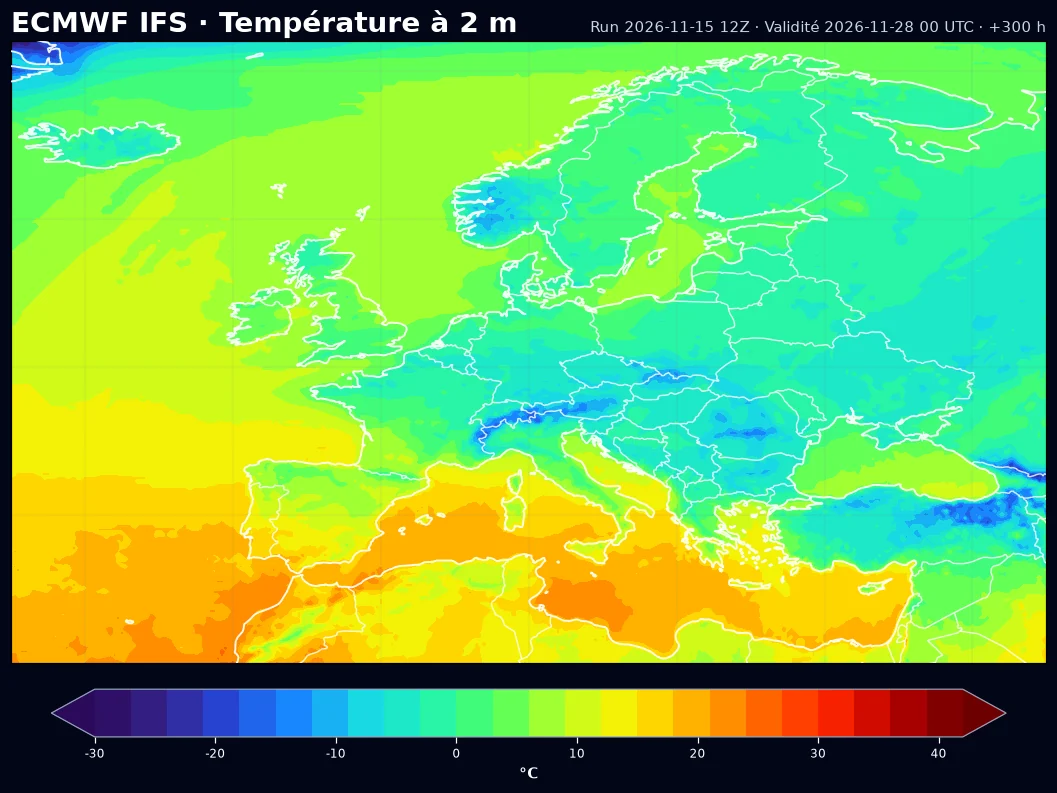 ECMWF IFS · Température à 2 m
Run 2026-11-15 12Z · Validité 2026-11-28 00 UTC · +300 h
-30 -20 -10 0 10 20 30 40
°C